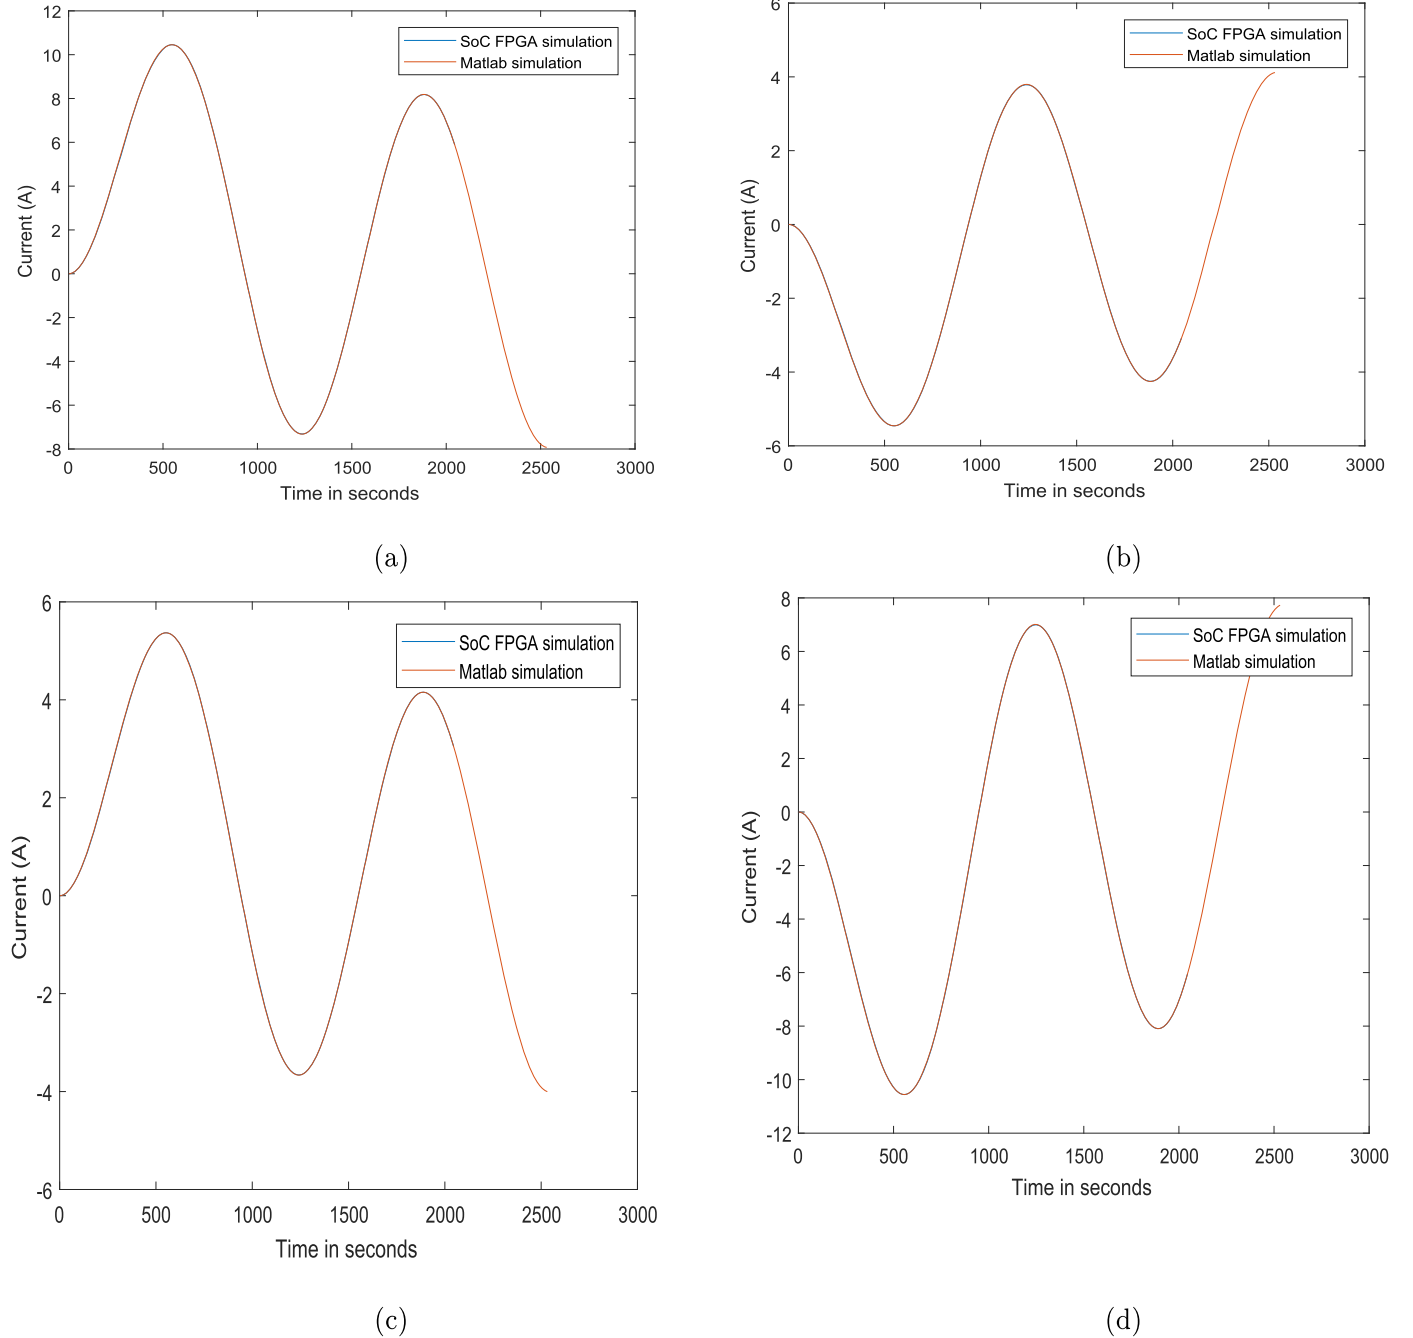 12
10
8
6
4
2
0
-2
-4
-6
-8
Current (A)
SoC FPGA simulation
Matlab simulation
0 500 1000 1500 2000 2500 3000
Time in seconds
(a)
6
4
2
0
-2
-4
-6
Current (A)
SoC FPGA simulation
Matlab simulation
0 500 1000 1500 2000 2500 3000
Time in seconds
(b)
6
4
2
0
-2
-4
-6
Current (A)
SoC FPGA simulation
Matlab simulation
0 500 1000 1500 2000 2500 3000
Time in seconds
(c)
8
6
4
2
0
-2
-4
-6
-8
-10
-12
Current (A)
SoC FPGA simulation
Matlab simulation
0 500 1000 1500 2000 2500 3000
Time in seconds
(d)